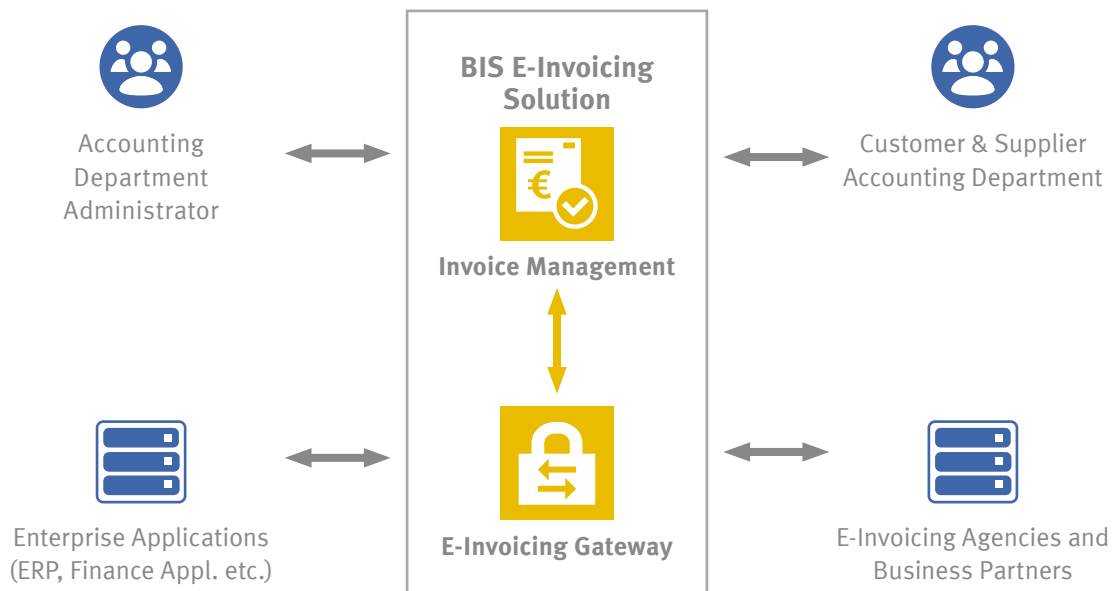 BIS E-Invoicing
Solution
Accounting
Department
Administrator
€
Invoice Management
Customer & Supplier
Accounting Department
Enterprise Applications
(ERP, Finance Appl. etc.)
E-Invoicing Gateway
E-Invoicing Agencies and
Business Partners